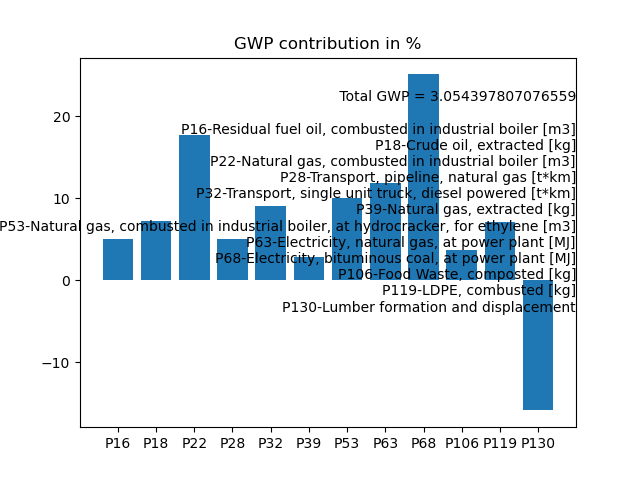 GWP contribution in %
Total GWP = 3.054397807076559
20
P16-Residual fuel oil, combusted in industrial boiler [m3]
P18-Crude oil, extracted [kg]
P22-Natural gas, combusted in industrial boiler [m3]
P28-Transport, pipeline, natural gas [t*km]
P32-Transport, single unit truck, diesel powered [t*km]
10
P39-Natural gas, extracted [kg]
P53-Natural gas, combusted in industrial boiler, at hydrocracker, for ethylene [m3]
P63-Electricity, natural gas, at power plant [MJ]
P68-Electricity, bituminous coal, at power plant [MJ]
P106-Food Waste, composted [kg]
0
P119-LDPE, combusted [kg]
P130-Lumber formation and displacement
−10
P16 P18 P22 P28 P32 P39 P53 P63 P68 P106 P119 P130